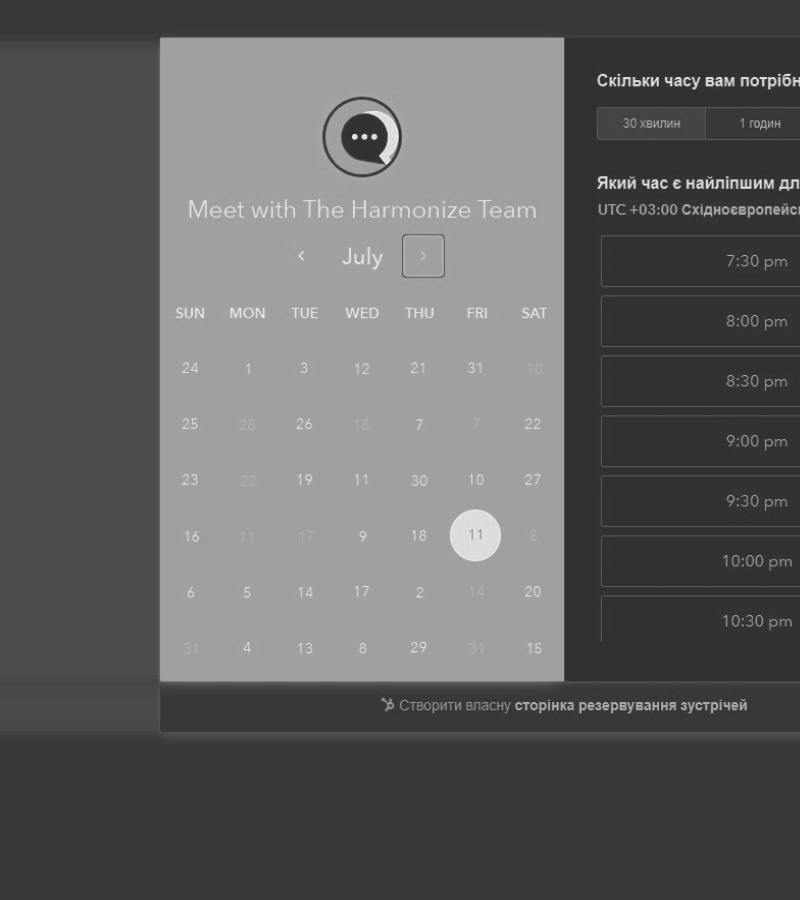 Meet with The Harmonize Team
July
SUN MON TUE WED THU FRI SAT
24 1 3 12 21 31 10
25 28 26 18 7 7 22
23 22 19 11 30 10 27
16 11 17 9 18 11 8
6 5 14 17 2 14 20
31 4 13 8 29 31 15
Скільки часу вам потрібн
30 хвилин 1 годин
Який час є найліпшим дл
UTC +03:00 Східноєвропейсь
7:30 pm
8:00 pm
8:30 pm
9:00 pm
9:30 pm
10:00 pm
10:30 pm
Створити власну сторінка резервування зустрічей